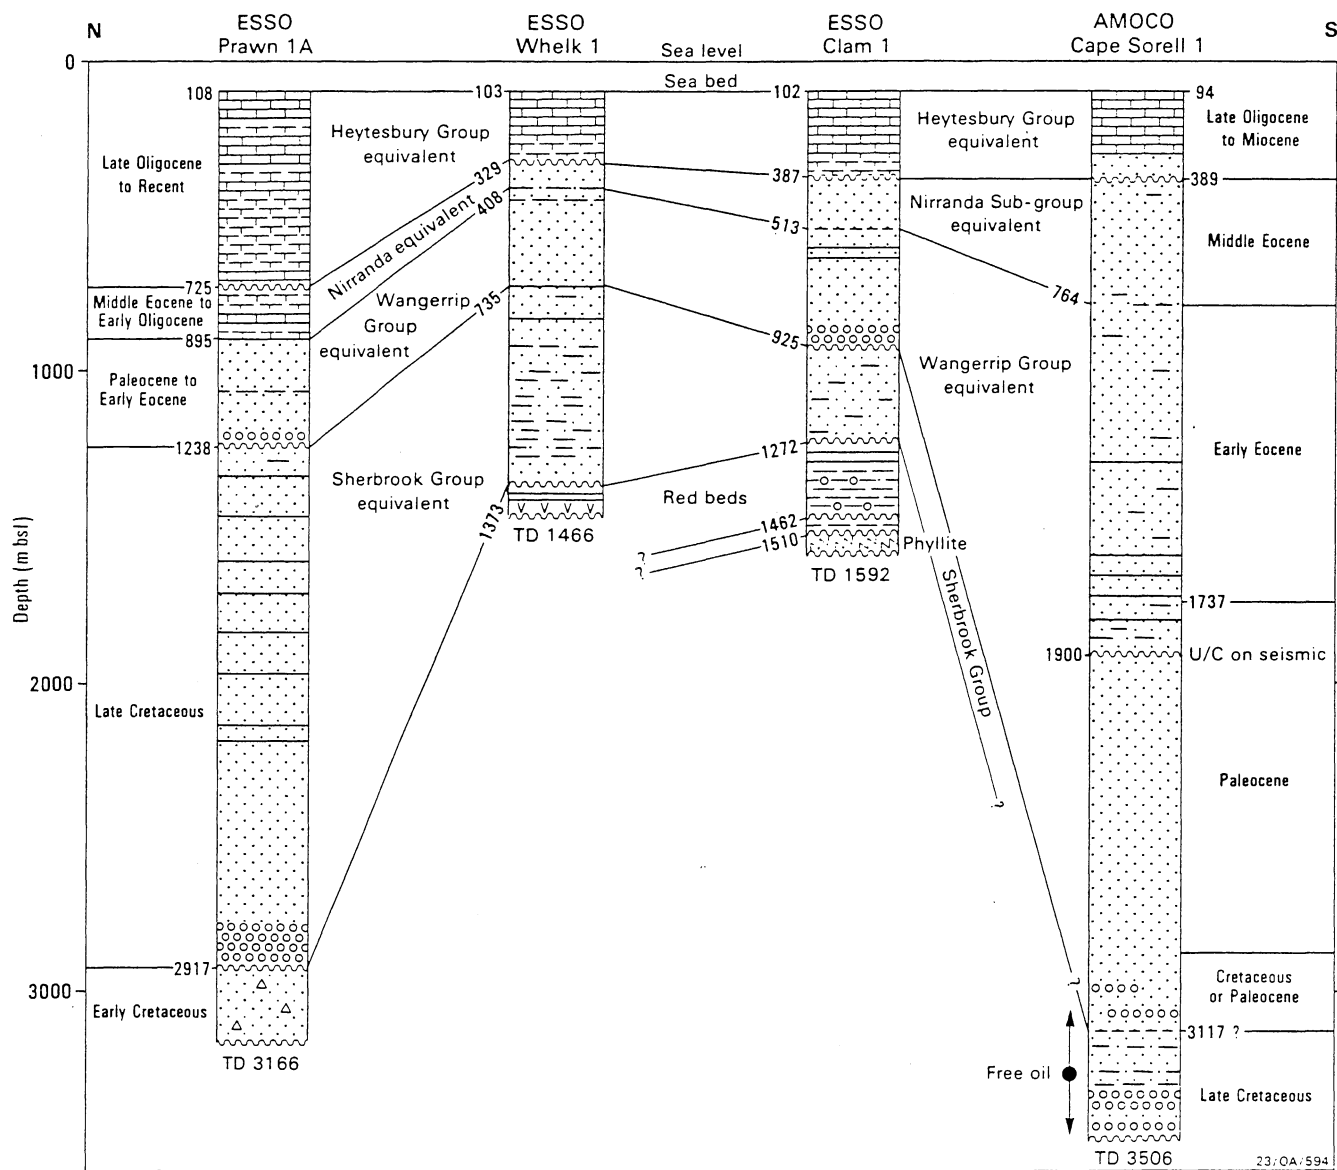 N
ESSO
Prawn 1A
ESSO
Whelk 1
ESSO
Clam 1
AMOCO
Cape Sorell 1
S
Sea level
Sea bed
Depth (m bsl)
0
1000
2000
3000
108
725
895
1238
2917
TD 3166
Late Oligocene
to Recent
Middle Eocene to
Early Oligocene
Paleocene to
Early Eocene
Late Cretaceous
Early Cretaceous
Heytesbury Group
equivalent
Nirranda equivalent
Wangerrip
Group
equivalent
Sherbrook Group
equivalent
103
329
408
735
1373
TD 1466
Red beds
?
?
102
387
513
925
1272
1462
1510
Phyllite
TD 1592
Heytesbury Group
equivalent
Nirranda Sub-group
equivalent
Wangerrip Group
equivalent
Sherbrook Group
?
?
94
389
764
1737
1900
U/C on seismic
3117 ?
Free oil
TD 3506
Late Oligocene
to Miocene
Middle Eocene
Early Eocene
Paleocene
Cretaceous
or Paleocene
Late Cretaceous
23/OA/594